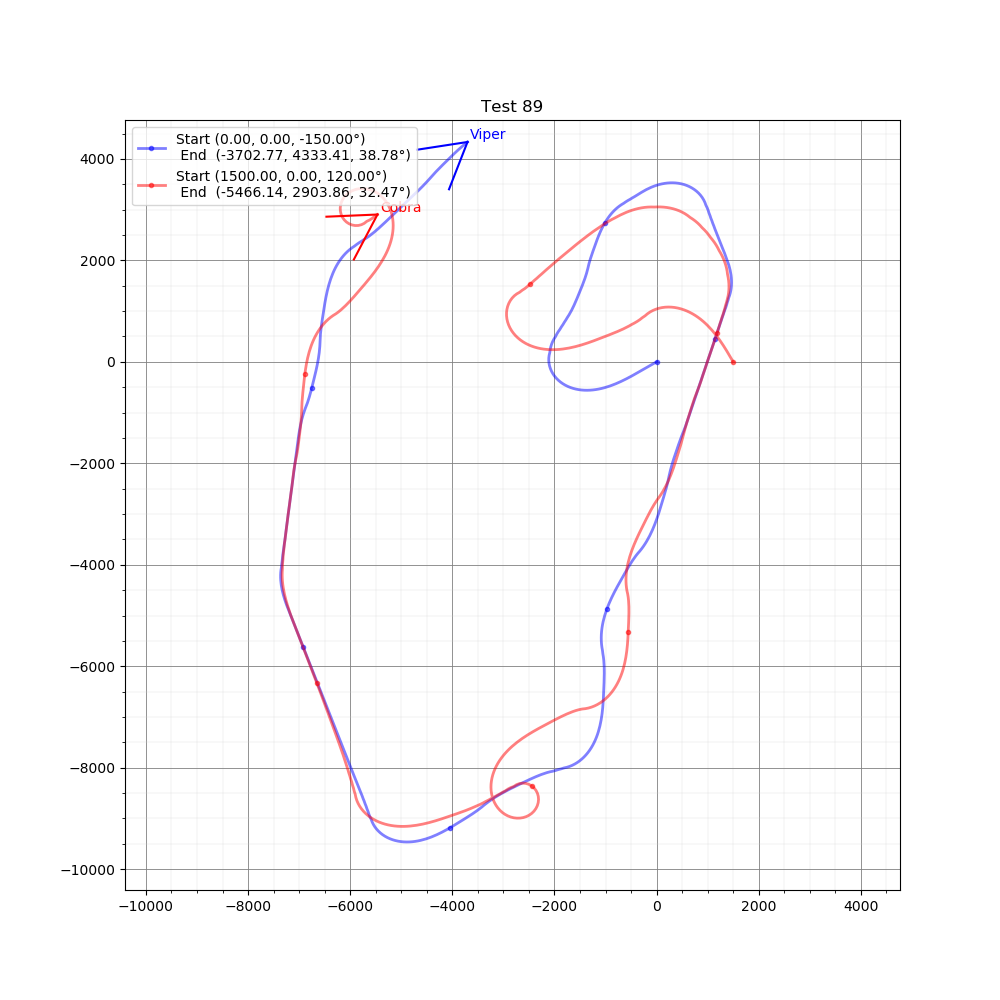 Test 89
Start (0.00, 0.00, -150.00°)
End (-3702.77, 4333.41, 38.78°)
Start (1500.00, 0.00, 120.00°)
End (-5466.14, 2903.86, 32.47°)
Viper
Cobra
4000
2000
0
−2000
−4000
−6000
−8000
−10000
−10000 −8000 −6000 −4000 −2000 0 2000 4000